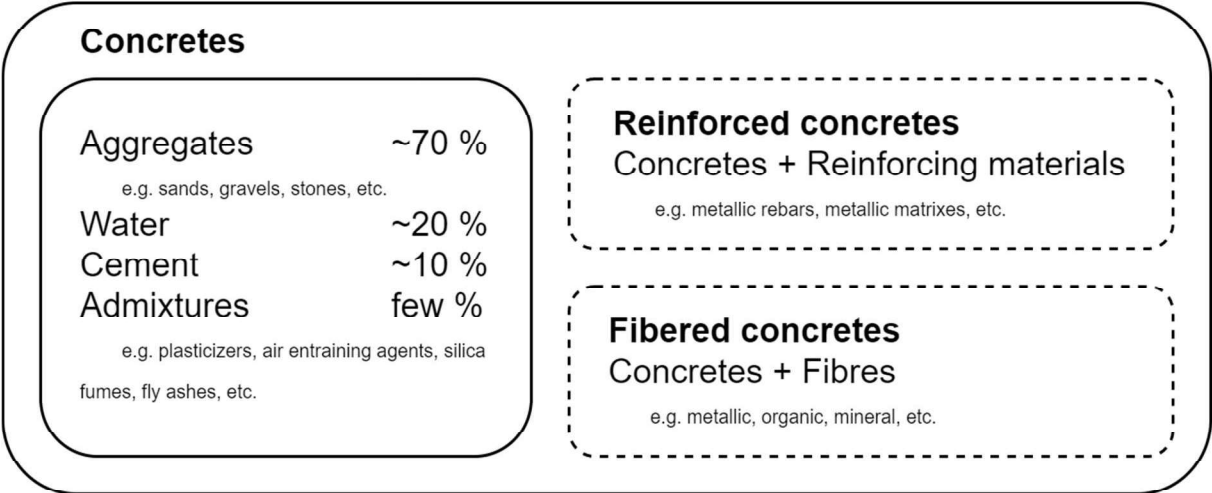 Concretes
Aggregates ~70 %
e.g. sands, gravels, stones, etc.
Water ~20 %
Cement ~10 %
Admixtures few %
e.g. plasticizers, air entraining agents, silica
fumes, fly ashes, etc.
Reinforced concretes
Concretes + Reinforcing materials
e.g. metallic rebars, metallic matrixes, etc.
Fibered concretes
Concretes + Fibres
e.g. metallic, organic, mineral, etc.